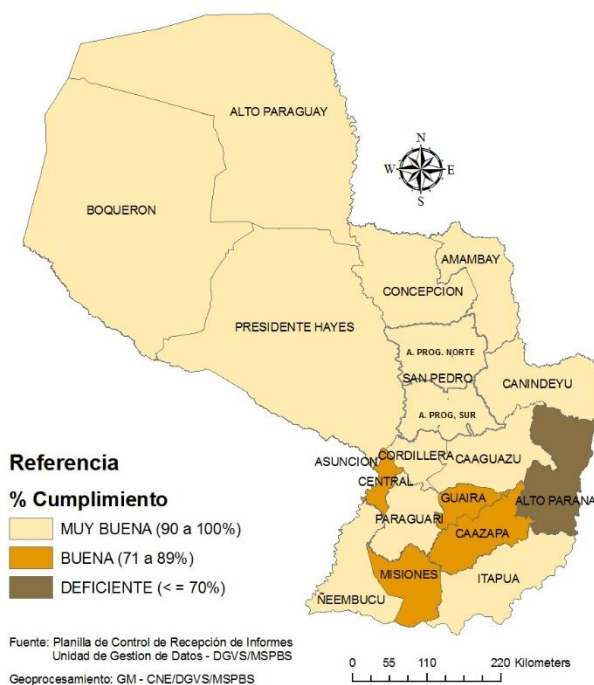 ALTO PARAGUAY
N
W E
S
BOQUERON
AMAMBAY
CONCEPCION
PRESIDENTE HAYES
A. PROG. NORTE
SAN PEDRO
CANINDEYU
A. PROG, SUR
ASUNCION
CORDILLERA
CAAGUAZU
CENTRAL
GUAIRA
ALTO PARANA
PARAGUARI
CAAZAPA
MISIONES
ITAPUA
ÑEEMBUCU
Referencia
% Cumplimiento
MUY BUENA (90 a 100%)
BUENA (71 a 89%)
DEFICIENTE (< = 70%)
Fuente: Planilla de Control de Recepción de Informes
Unidad de Gestion de Datos - DGVS/MSPBS
Geoprocesamiento: GM - CNE/DGVS/MSPBS
0 55 110 220 Kilometers